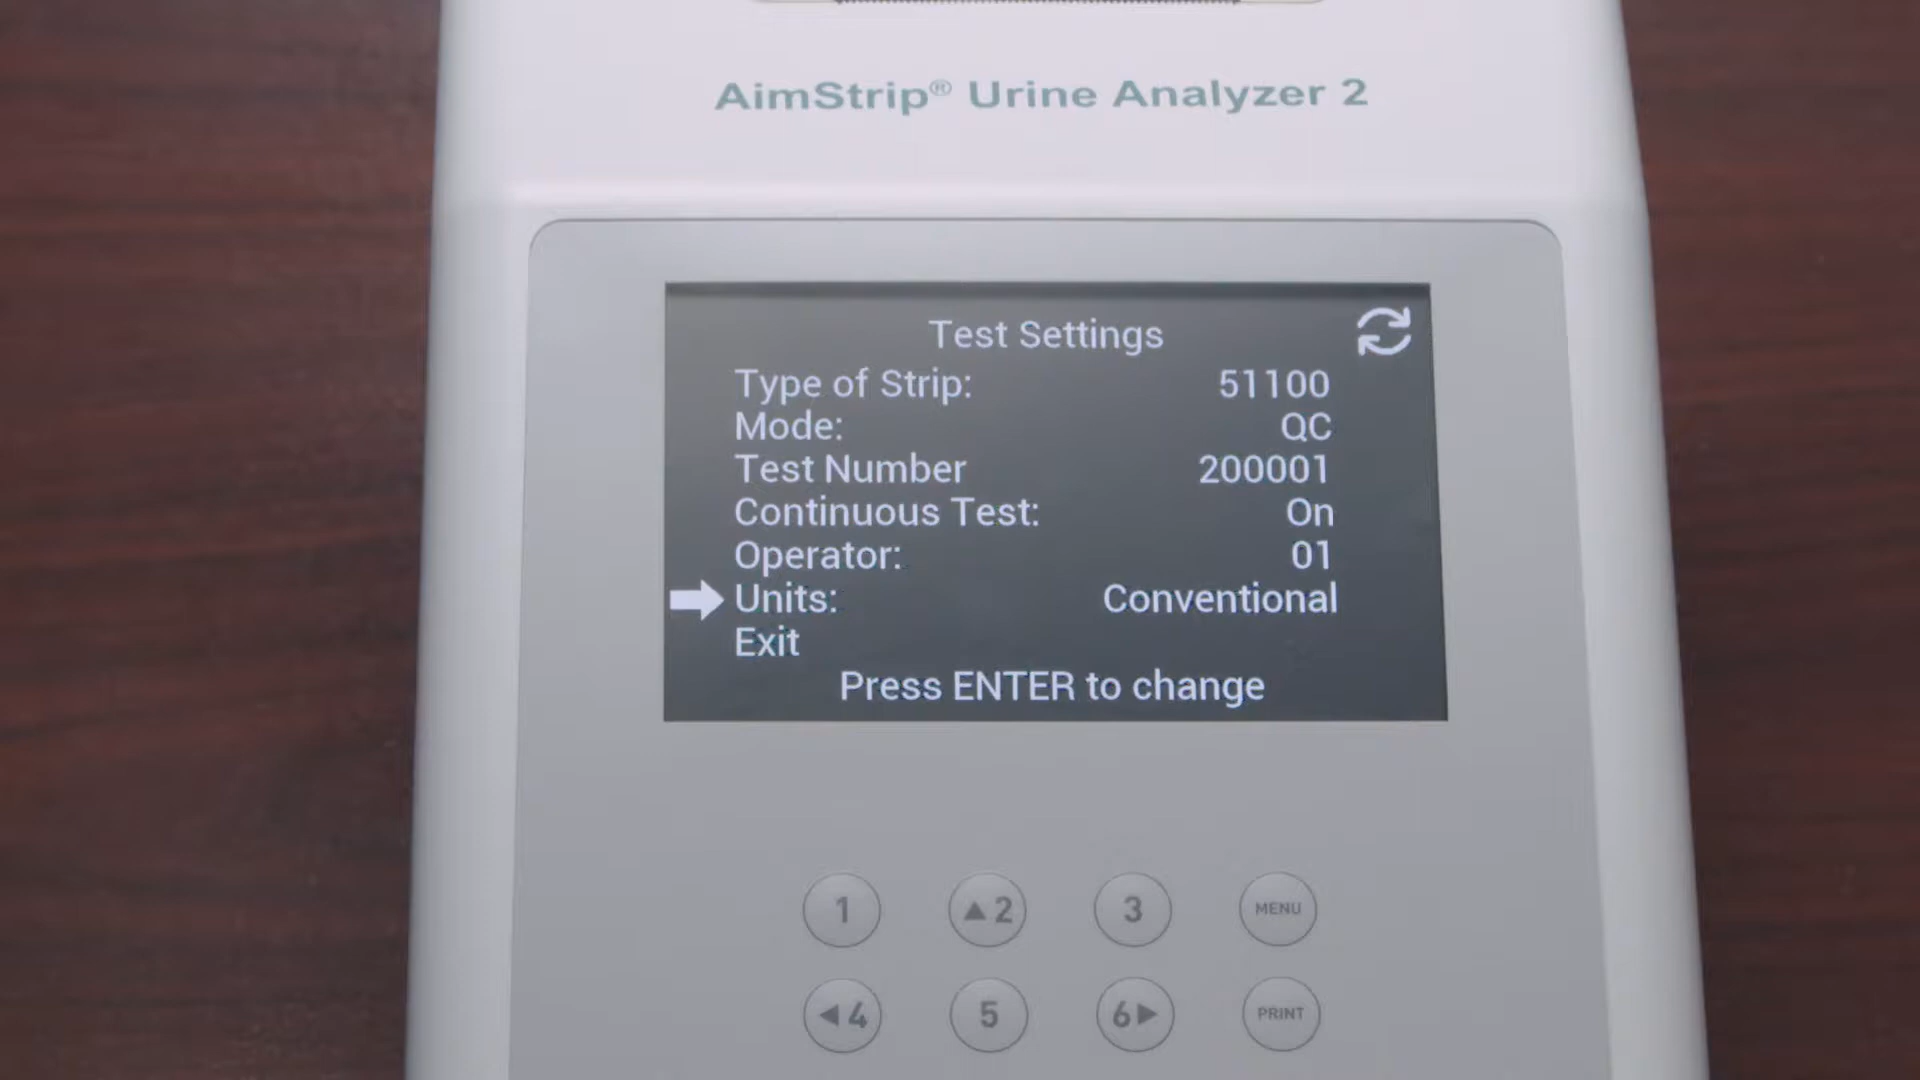 AimStrip® Urine Analyzer 2
Test Settings
Type of Strip: 51100
Mode: QC
Test Number 200001
Continuous Test: On
Operator: 01
Units: Conventional
Exit
Press ENTER to change
1 ▲2 3 MENU
◀4 5 6▶ PRINT